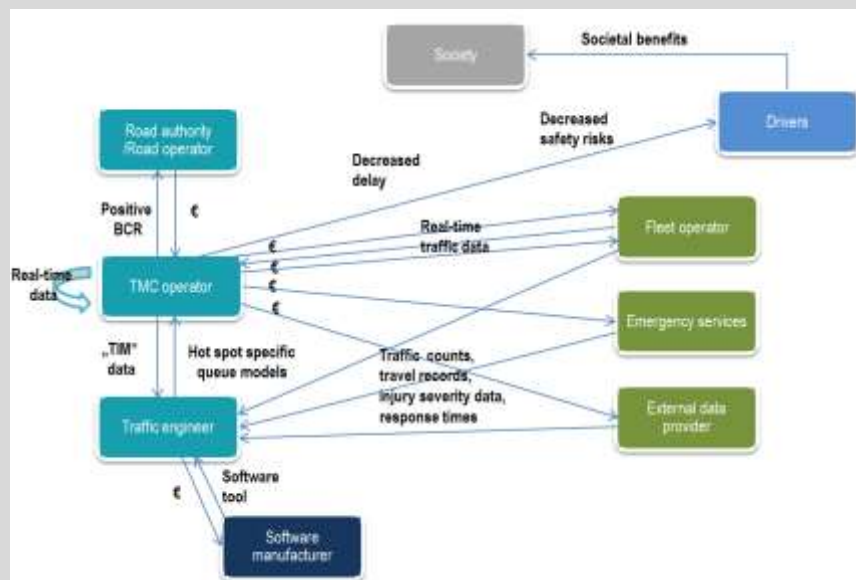 Societal benefits
Society
Drivers
Road authority
/Road operator
Decreased
safety risks
Decreased
delay
Positive
BCR
€
Real-time
traffic data
Fleet operator
€
€
€
€
Real-time
data
TMC operator
Emergency services
„TIM“
data
Hot spot specific
queue models
Traffic counts,
travel records,
injury severity data,
response times
External data
provider
Traffic engineer
€
Software
tool
Software
manufacturer